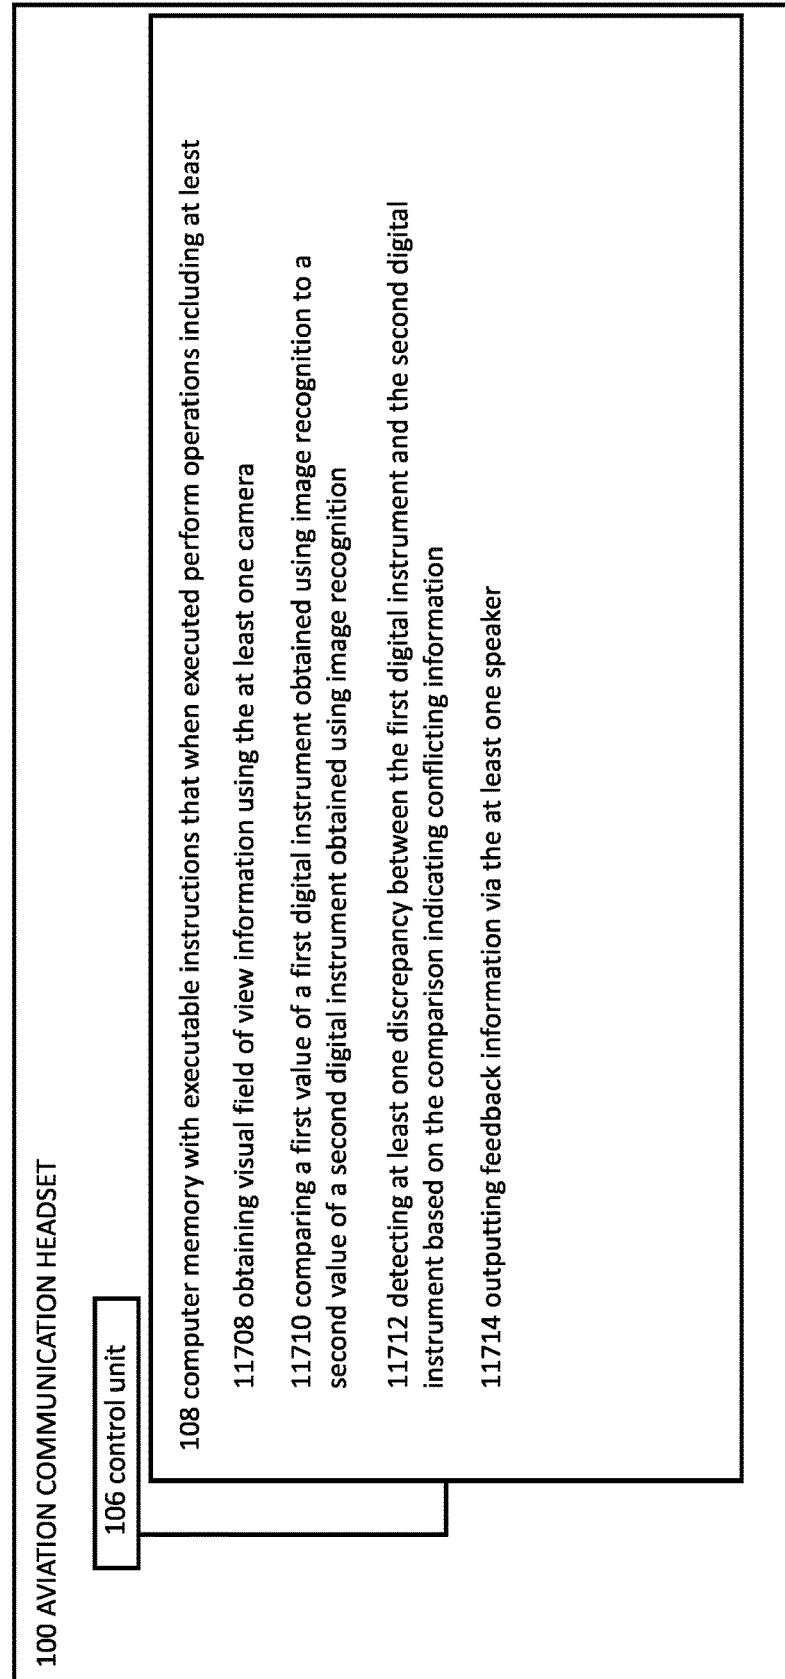 100 AVIATION COMMUNICATION HEADSET
106 control unit
108 computer memory with executable instructions that when executed perform operations including at least
11708 obtaining visual field of view information using the at least one camera
11710 comparing a first value of a first digital instrument obtained using image recognition to a
second value of a second digital instrument obtained using image recognition
11712 detecting at least one discrepancy between the first digital instrument and the second digital
instrument based on the comparison indicating conflicting information
11714 outputting feedback information via the at least one speaker